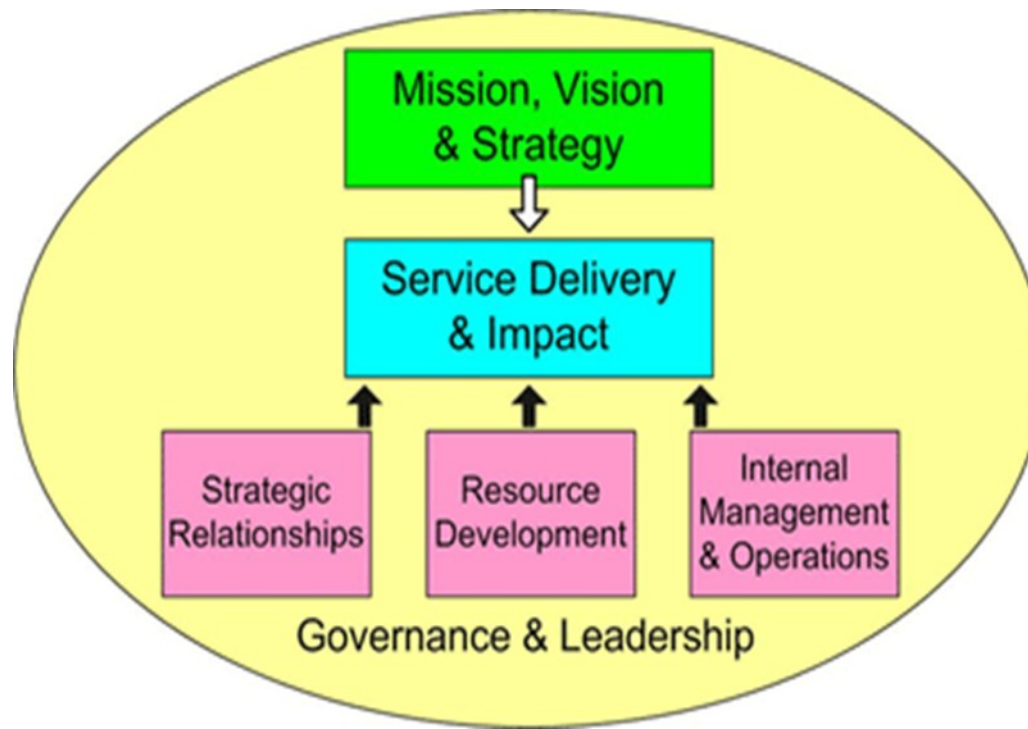 Mission, Vision
& Strategy
Service Delivery
& Impact
Strategic
Relationships
Resource
Development
Internal
Management
& Operations
Governance & Leadership